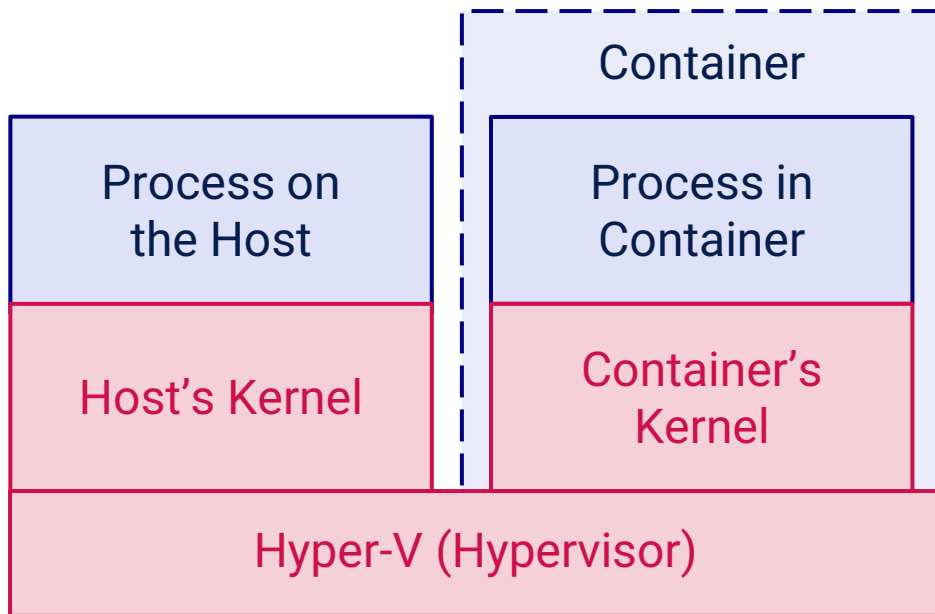 Container
Process on
the Host
Process in
Container
Host’s Kernel
Container’s
Kernel
Hyper-V (Hypervisor)